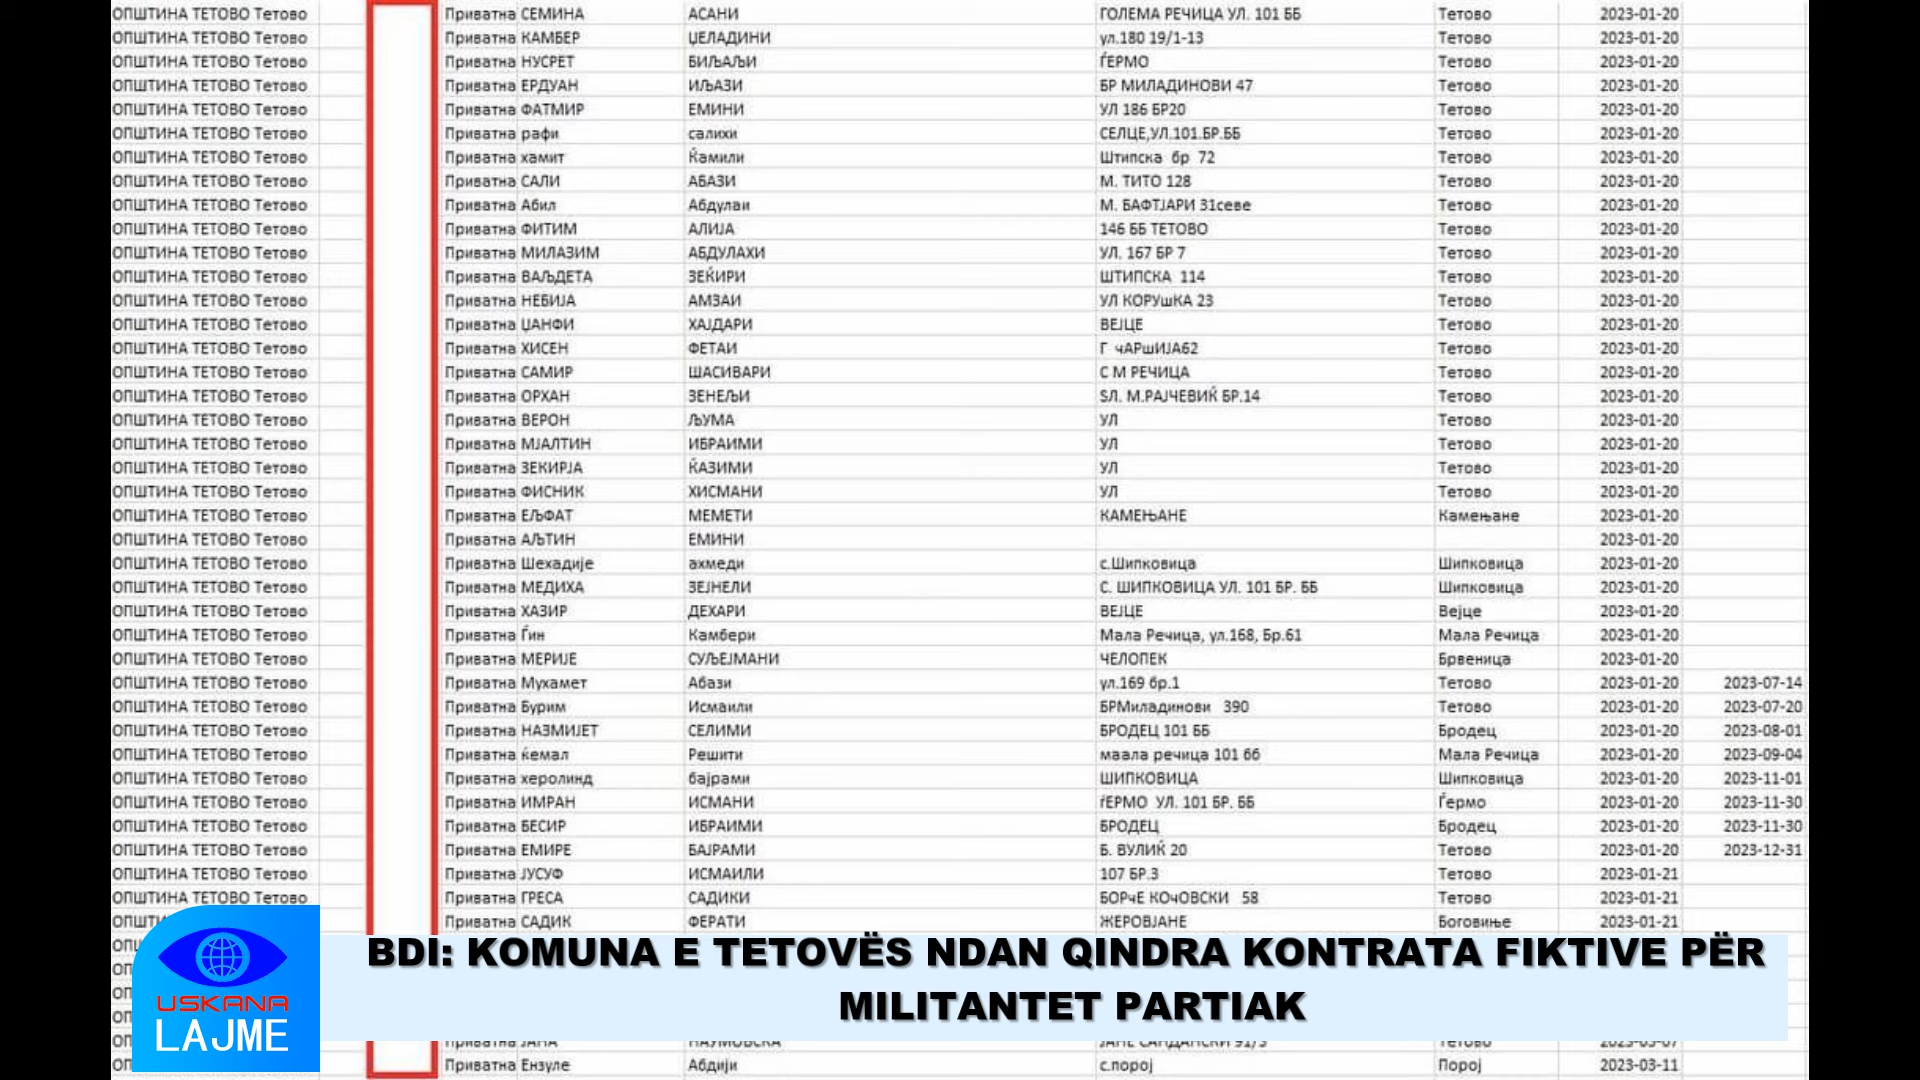 ОПШТИНА ТЕТОВО Тетово Приватна СЕМИНА АСАНИ ГОЛЕМА РЕЧИЦА УЛ. 101 ББ Тетово 2023-01-20
ОПШТИНА ТЕТОВО Тетово Приватна КАМБЕР ЏЕЛАДИНИ ул.180 19/1-13 Тетово 2023-01-20
ОПШТИНА ТЕТОВО Тетово Приватна НУСРЕТ БИЉАЉИ ЃЕРМО Тетово 2023-01-20
ОПШТИНА ТЕТОВО Тетово Приватна ЕРДУАН ИЉАЗИ БР МИЛАДИНОВИ 47 Тетово 2023-01-20
ОПШТИНА ТЕТОВО Тетово Приватна ФАТМИР ЕМИНИ УЛ 186 БР20 Тетово 2023-01-20
ОПШТИНА ТЕТОВО Тетово Приватна рафи салихи СЕЛЦЕ,УЛ.101.БР.ББ Тетово 2023-01-20
ОПШТИНА ТЕТОВО Тетово Приватна хамит Ќамили Штипска бр 72 Тетово 2023-01-20
ОПШТИНА ТЕТОВО Тетово Приватна САЛИ АБАЗИ М. ТИТО 128 Тетово 2023-01-20
ОПШТИНА ТЕТОВО Тетово Приватна Абил Абдулаи М. БАФТЈАРИ 31севе Тетово 2023-01-20
ОПШТИНА ТЕТОВО Тетово Приватна ФИТИМ АЛИЈА 146 ББ ТЕТОВО Тетово 2023-01-20
ОПШТИНА ТЕТОВО Тетово Приватна МИЛАЗИМ АБДУЛАХИ УЛ. 167 БР 7 Тетово 2023-01-20
ОПШТИНА ТЕТОВО Тетово Приватна ВАЉДЕТА ЗЕЌИРИ ШТИПСКА 114 Тетово 2023-01-20
ОПШТИНА ТЕТОВО Тетово Приватна НЕБИЈА АМЗАИ УЛ КОРУшКА 23 Тетово 2023-01-20
ОПШТИНА ТЕТОВО Тетово Приватна ЏАНФИ ХАЈДАРИ ВЕЈЦЕ Тетово 2023-01-20
ОПШТИНА ТЕТОВО Тетово Приватна ХИСЕН ФЕТАИ Г чАРшИЈА62 Тетово 2023-01-20
ОПШТИНА ТЕТОВО Тетово Приватна САМИР ШАСИВАРИ С М РЕЧИЦА Тетово 2023-01-20
ОПШТИНА ТЕТОВО Тетово Приватна ОРХАН ЗЕНЕЉИ ЅЛ. М.РАЈЧЕВИЌ БР.14 Тетово 2023-01-20
ОПШТИНА ТЕТОВО Тетово Приватна ВЕРОН ЉУМА УЛ Тетово 2023-01-20
ОПШТИНА ТЕТОВО Тетово Приватна МЈАЛТИН ИБРАИМИ УЛ Тетово 2023-01-20
ОПШТИНА ТЕТОВО Тетово Приватна ЗЕКИРЈА ЌАЗИМИ УЛ Тетово 2023-01-20
ОПШТИНА ТЕТОВО Тетово Приватна ФИСНИК ХИСМАНИ УЛ Тетово 2023-01-20
ОПШТИНА ТЕТОВО Тетово Приватна ЕЉФАТ МЕМЕТИ КАМЕЊАНЕ Камењане 2023-01-20
ОПШТИНА ТЕТОВО Тетово Приватна АЉТИН ЕМИНИ 2023-01-20
ОПШТИНА ТЕТОВО Тетово Приватна Шехадије ахмеди с.Шипковица Шипковица 2023-01-20
ОПШТИНА ТЕТОВО Тетово Приватна МЕДИХА ЗЕЈНЕЛИ С. ШИПКОВИЦА УЛ. 101 БР. ББ Шипковица 2023-01-20
ОПШТИНА ТЕТОВО Тетово Приватна ХАЗИР ДЕХАРИ ВЕЈЦЕ Вејце 2023-01-20
ОПШТИНА ТЕТОВО Тетово Приватна Ѓин Камбери Мала Речица, ул.168, Бр.61 Мала Речица 2023-01-20
ОПШТИНА ТЕТОВО Тетово Приватна МЕРИЈЕ СУЉЕЈМАНИ ЧЕЛОПЕК Брвеница 2023-01-20
ОПШТИНА ТЕТОВО Тетово Приватна Мухамет Абази ул.169 бр.1 Тетово 2023-01-20 2023-07-14
ОПШТИНА ТЕТОВО Тетово Приватна Бурим Исмаили БРМиладинови 390 Тетово 2023-01-20 2023-07-20
ОПШТИНА ТЕТОВО Тетово Приватна НАЗМИЈЕТ СЕЛИМИ БРОДЕЦ 101 ББ Бродец 2023-01-20 2023-08-01
ОПШТИНА ТЕТОВО Тетово Приватна ќемал Решити маала речица 101 бб Мала Речица 2023-01-20 2023-09-04
ОПШТИНА ТЕТОВО Тетово Приватна херолинд бајрами ШИПКОВИЦА Шипковица 2023-01-20 2023-11-01
ОПШТИНА ТЕТОВО Тетово Приватна ИМРАН ИСМАНИ ѓЕРМО УЛ. 101 БР. ББ Ѓермо 2023-01-20 2023-11-30
ОПШТИНА ТЕТОВО Тетово Приватна БЕСИР ИБРАИМИ БРОДЕЦ Бродец 2023-01-20 2023-11-30
ОПШТИНА ТЕТОВО Тетово Приватна ЕМИРЕ БАЈРАМИ Б. ВУЛИЌ 20 Тетово 2023-01-20 2023-12-31
ОПШТИНА ТЕТОВО Тетово Приватна ЈУСУФ ИСМАИЛИ 107 БР.3 Тетово 2023-01-21
ОПШТИНА ТЕТОВО Тетово Приватна ГРЕСА САДИКИ БОРчЕ КОчОВСКИ 58 Тетово 2023-01-21
Приватна САДИК ФЕРАТИ ЖЕРОВЈАНЕ Боговиње 2023-01-21
BDI: KOMUNA E TETOVËS NDAN QINDRA KONTRATA FIKTIVE PËR
MILITANTET PARTIAK
USKANA
LAJME
Приватна ЈАНА НАУМОВСКА ЈАНЕ САНДАНСКИ 91/3 Тетово 2023-03-07
Приватна Ензуле Абдији с.порој Порој 2023-03-11